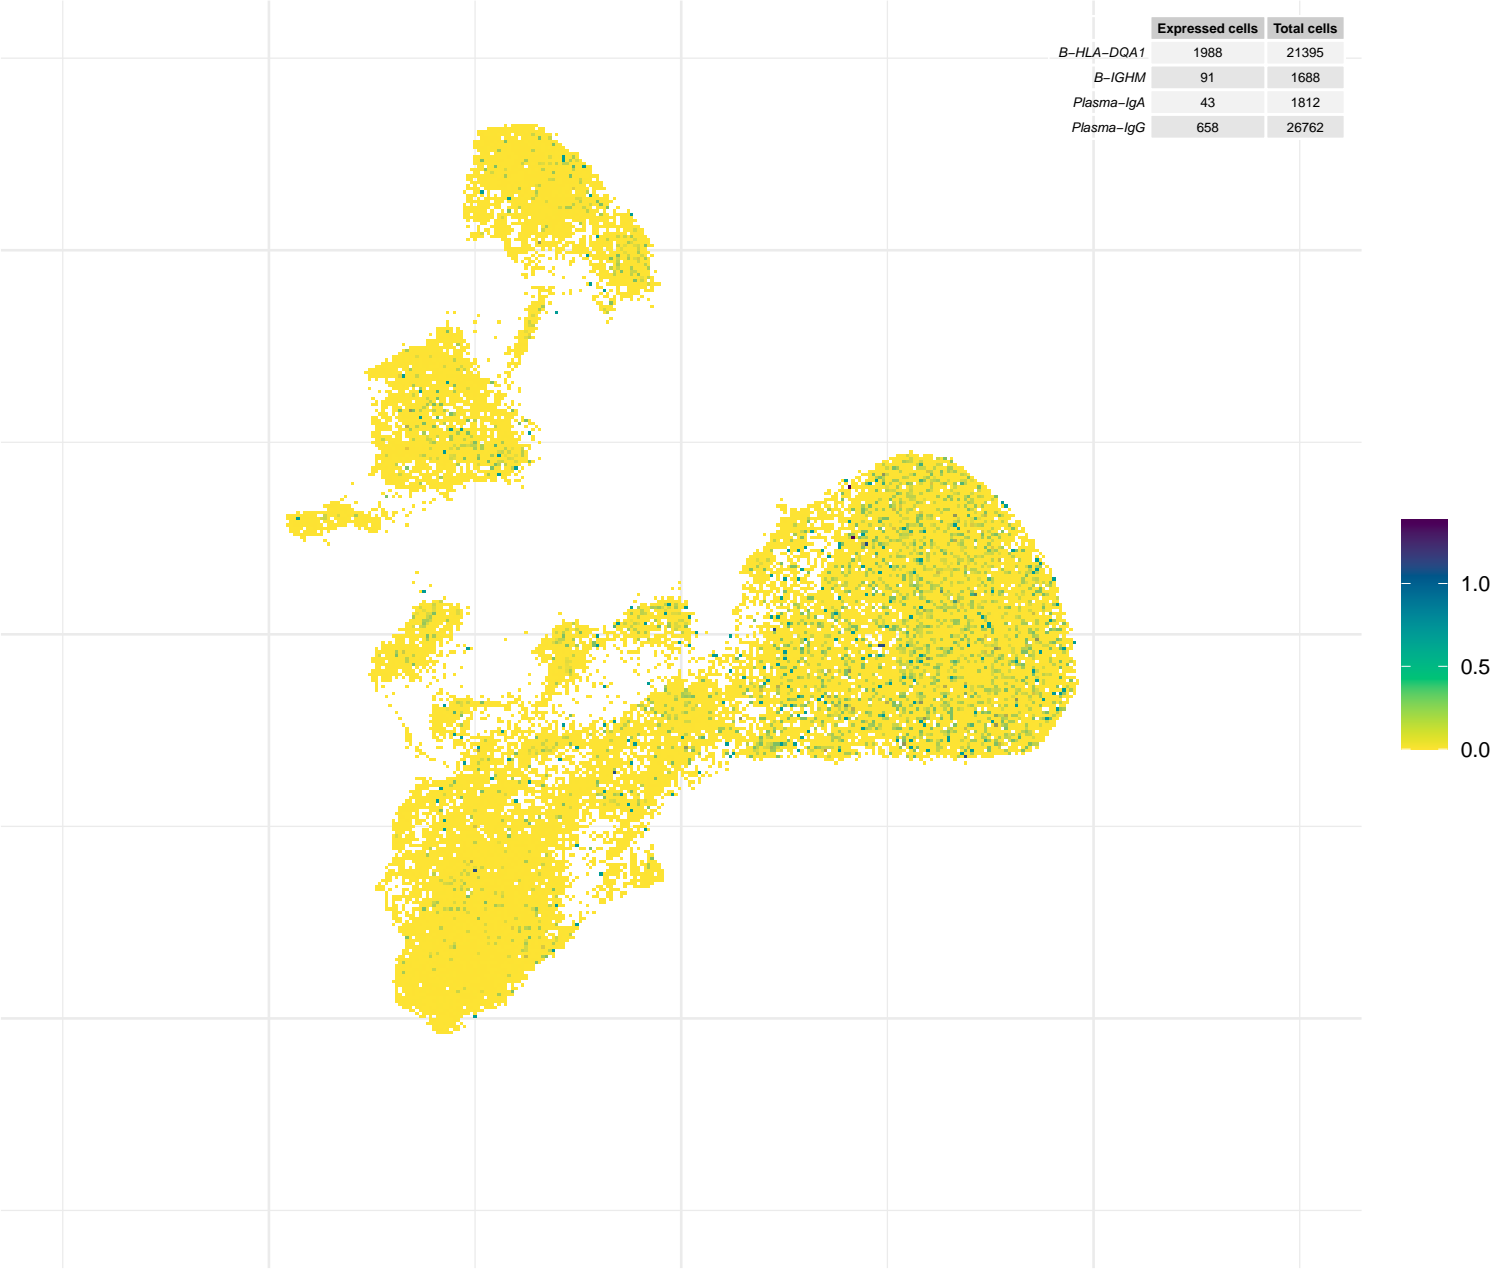 Expressed cells Total cells
B−HLA−DQA1 1988 21395
B−IGHM 91 1688
Plasma−IgA 43 1812
Plasma−IgG 658 26762
1.0
0.5
0.0